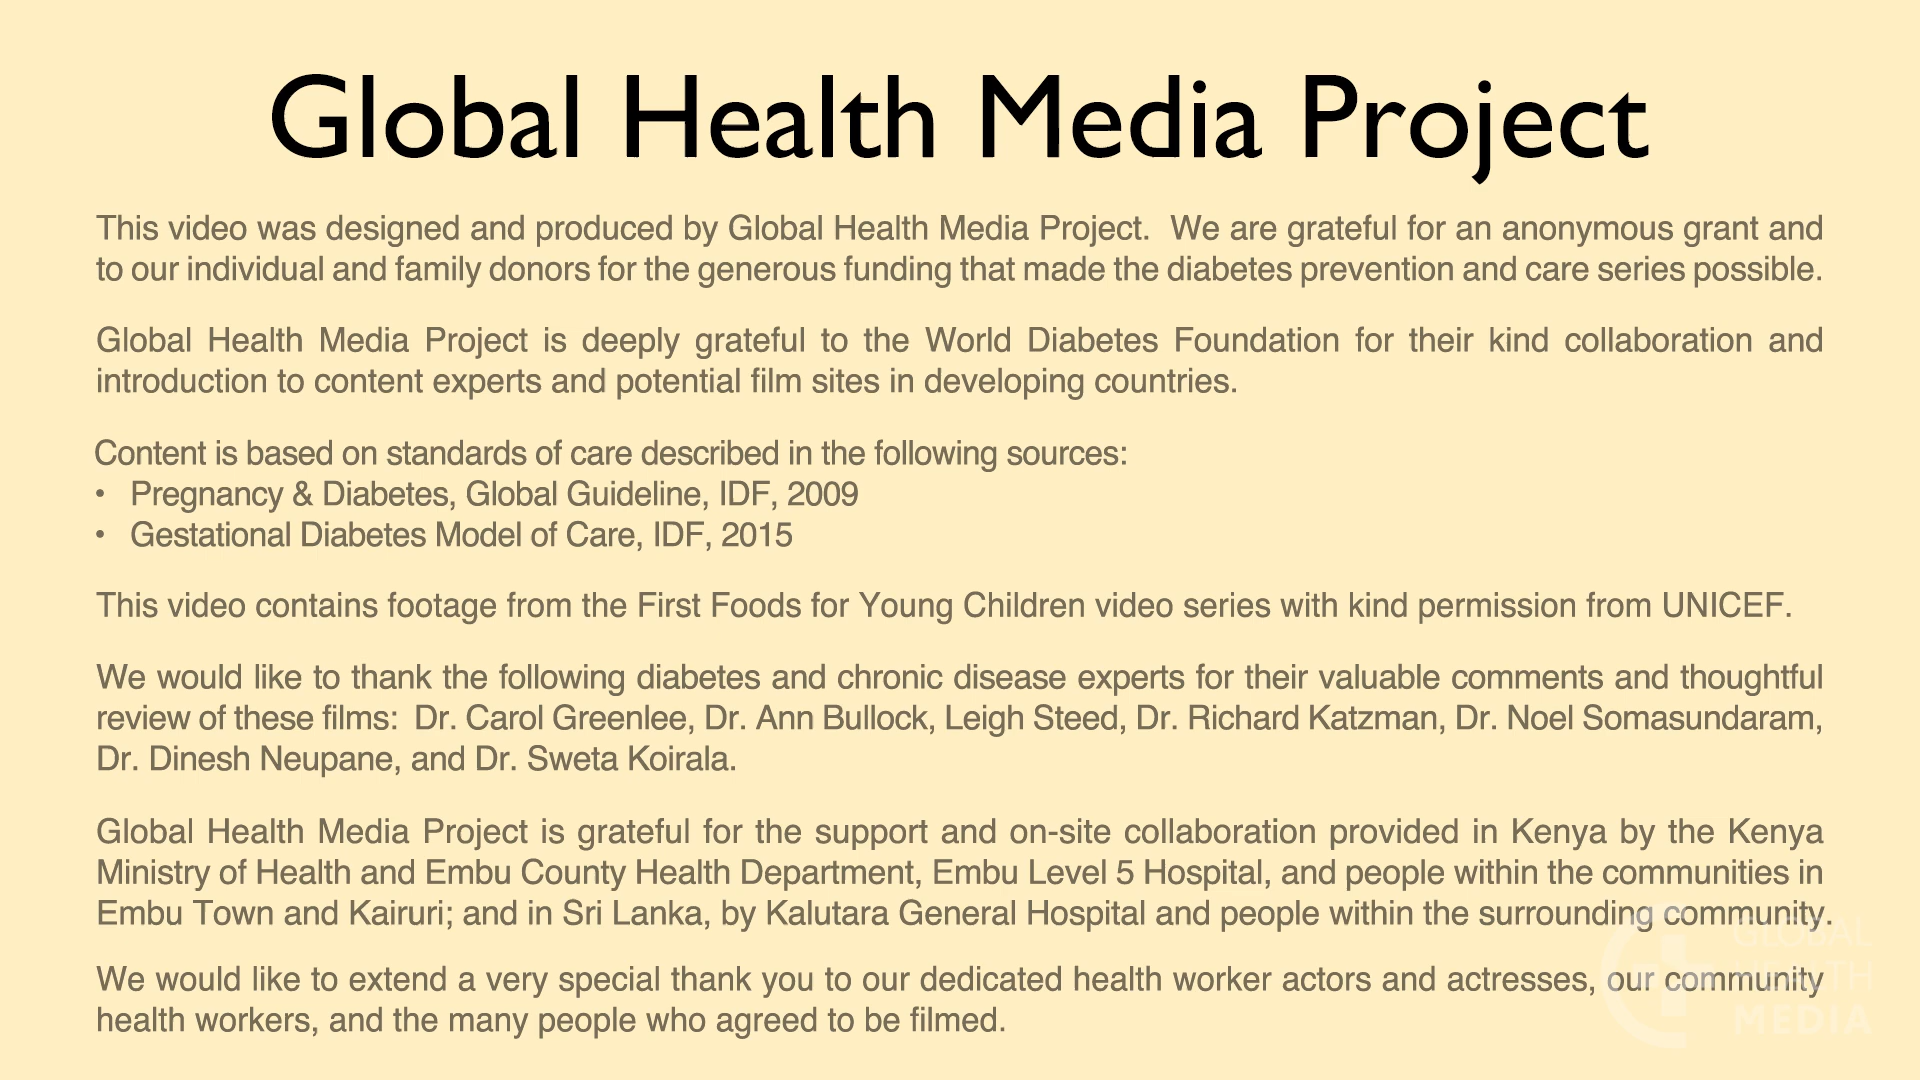 Global Health Media Project
This video was designed and produced by Global Health Media Project.  We are grateful for an anonymous grant and
to our individual and family donors for the generous funding that made the diabetes prevention and care series possible.
Global Health Media Project is deeply grateful to the World Diabetes Foundation for their kind collaboration and
introduction to content experts and potential film sites in developing countries.
Content is based on standards of care described in the following sources:
• Pregnancy & Diabetes, Global Guideline, IDF, 2009
• Gestational Diabetes Model of Care, IDF, 2015
This video contains footage from the First Foods for Young Children video series with kind permission from UNICEF.
We would like to thank the following diabetes and chronic disease experts for their valuable comments and thoughtful
review of these films:  Dr. Carol Greenlee, Dr. Ann Bullock, Leigh Steed, Dr. Richard Katzman, Dr. Noel Somasundaram,
Dr. Dinesh Neupane, and Dr. Sweta Koirala.
Global Health Media Project is grateful for the support and on-site collaboration provided in Kenya by the Kenya
Ministry of Health and Embu County Health Department, Embu Level 5 Hospital, and people within the communities in
Embu Town and Kairuri; and in Sri Lanka, by Kalutara General Hospital and people within the surrounding community.
We would like to extend a very special thank you to our dedicated health worker actors and actresses, our community
health workers, and the many people who agreed to be filmed.
GLOBAL
HEALTH
MEDIA